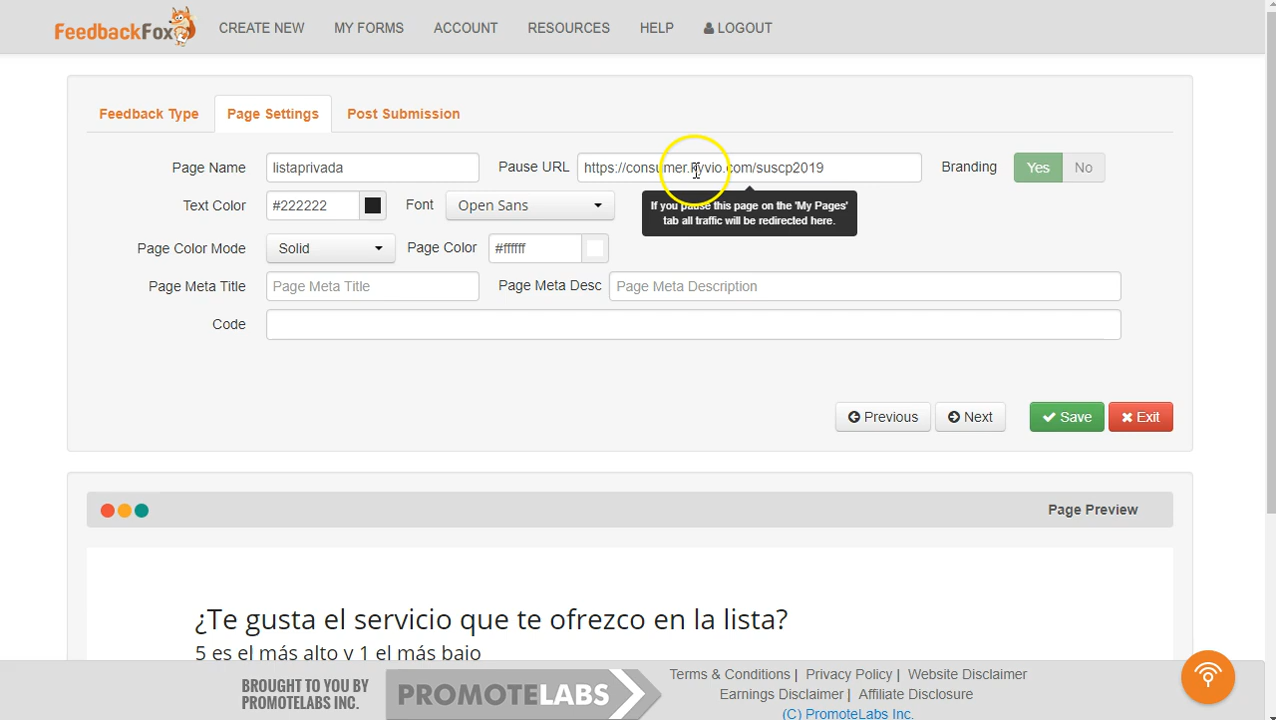 FeedbackFox CREATE NEW MY FORMS ACCOUNT RESOURCES HELP LOGOUT
Feedback Type Page Settings Post Submission
Page Name listaprivada Pause URL https://consumer.kyvio.com/suscp2019 Branding Yes No
Text Color #222222 Font Open Sans
If you pause this page on the 'My Pages'
tab all traffic will be redirected here.
Page Color Mode Solid Page Color #ffffff
Page Meta Title Page Meta Title Page Meta Desc Page Meta Description
Code
Previous Next Save Exit
Page Preview
¿Te gusta el servicio que te ofrezco en la lista?
5 es el más alto y 1 el más bajo
BROUGHT TO YOU BY
PROMOTELABS INC.
PROMOTELABS
Terms & Conditions | Privacy Policy | Website Disclaimer
Earnings Disclaimer | Affiliate Disclosure
(C) PromoteLabs Inc.